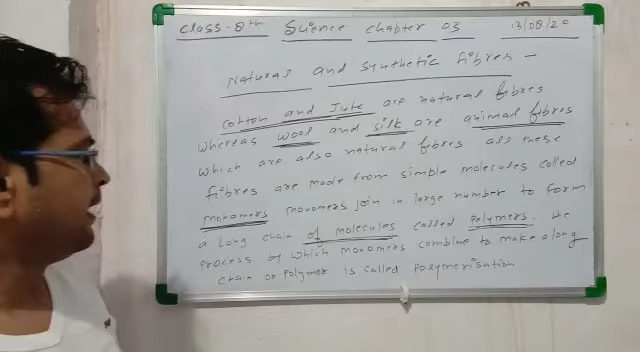 Class-8th Science chapter 03 13/08/20
Natural and synthetic fibres -
Cotton and Jute are natural fibres
whereas wool and silk are animal fibres
which are also natural fibres. all these
fibres are made from simple molecules called
monomers monomers join in large number to form
a long chain of molecules called Polymers. the
process by which monomers combine to make a long
chain or polymer is called polymerisation